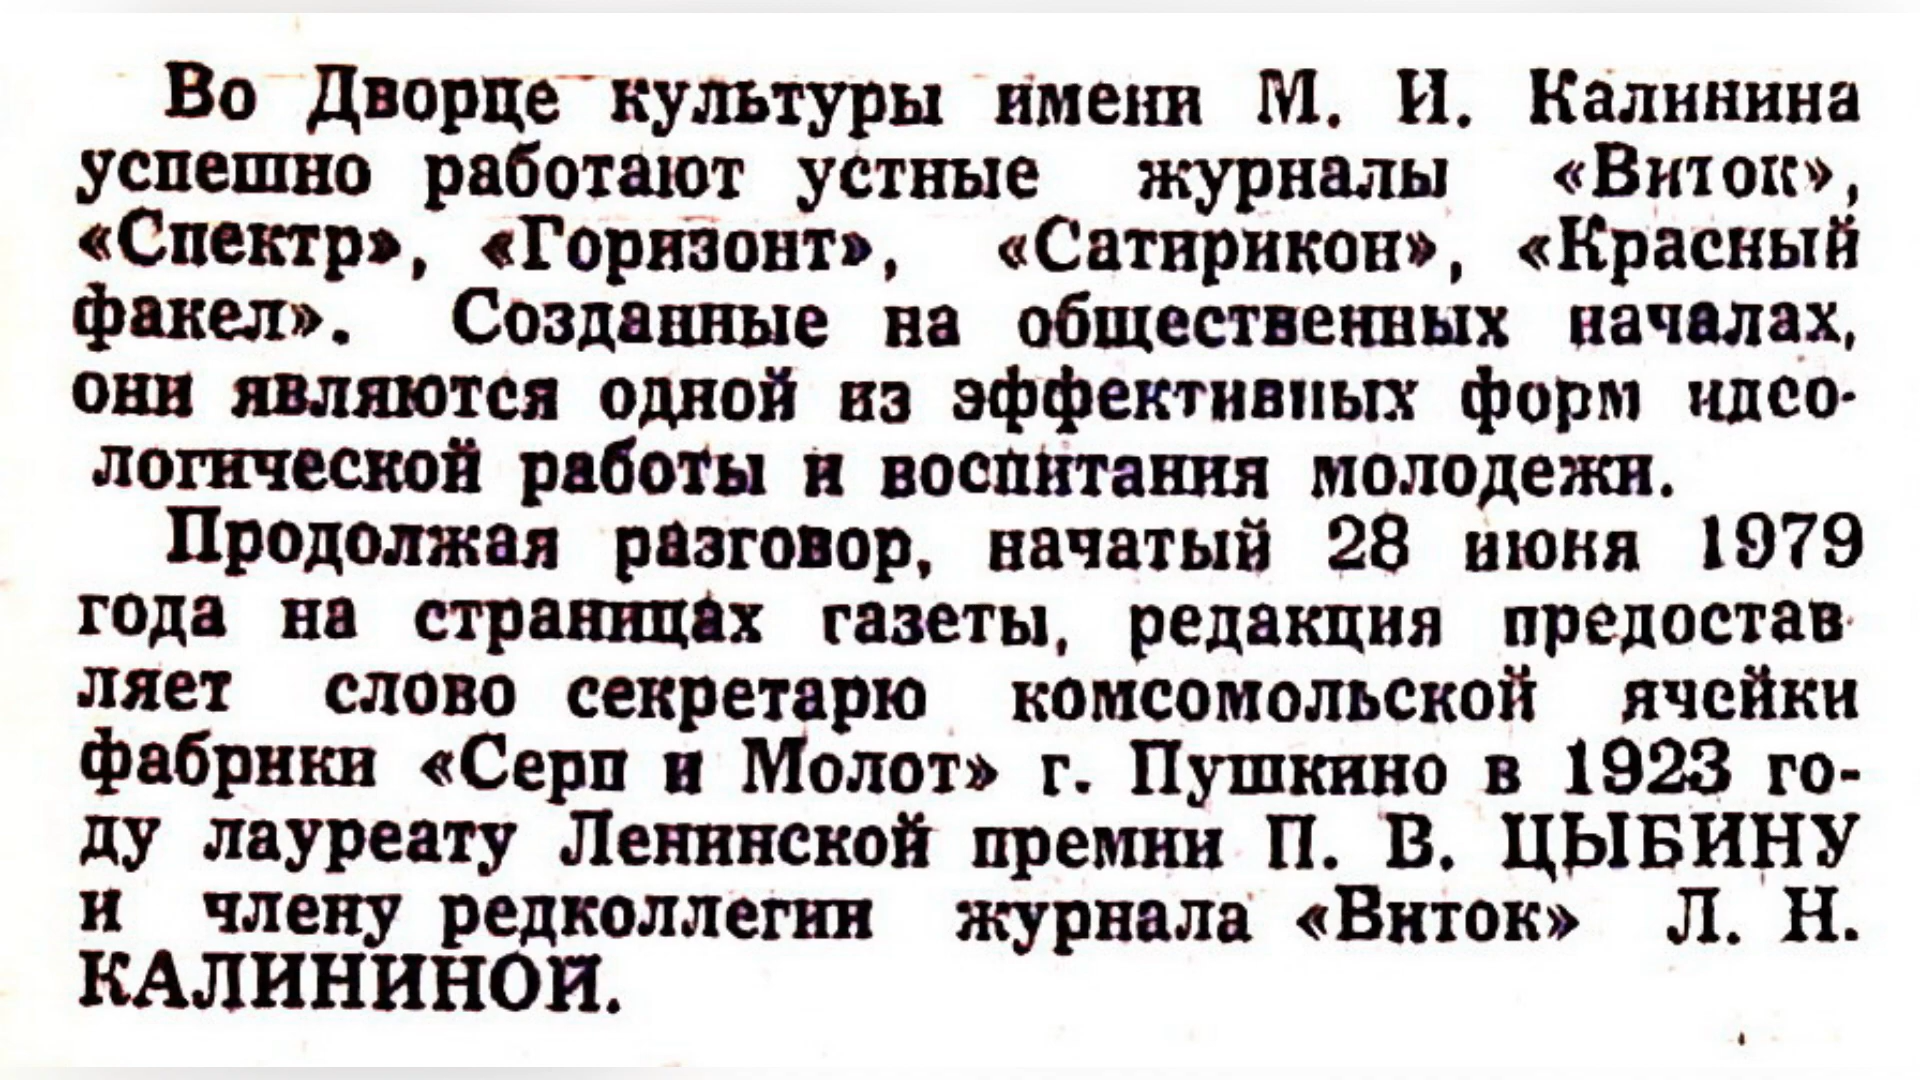 Во Дворце культуры имени М. И. Калинина
успешно работают устные журналы «Виток»,
«Спектр», «Горизонт», «Сатирикон», «Красный
факел». Созданные на общественных началах,
они являются одной из эффективных форм идео-
логической работы и воспитания молодежи.
Продолжая разговор, начатый 28 июня 1979
года на страницах газеты, редакция предостав-
ляет слово секретарю комсомольской ячейки
фабрики «Серп и Молот» г. Пушкино в 1923 го-
ду лауреату Ленинской премии П. В. ЦЫБИНУ
и члену редколлегии журнала «Виток» Л. Н.
КАЛИНИНОЙ.